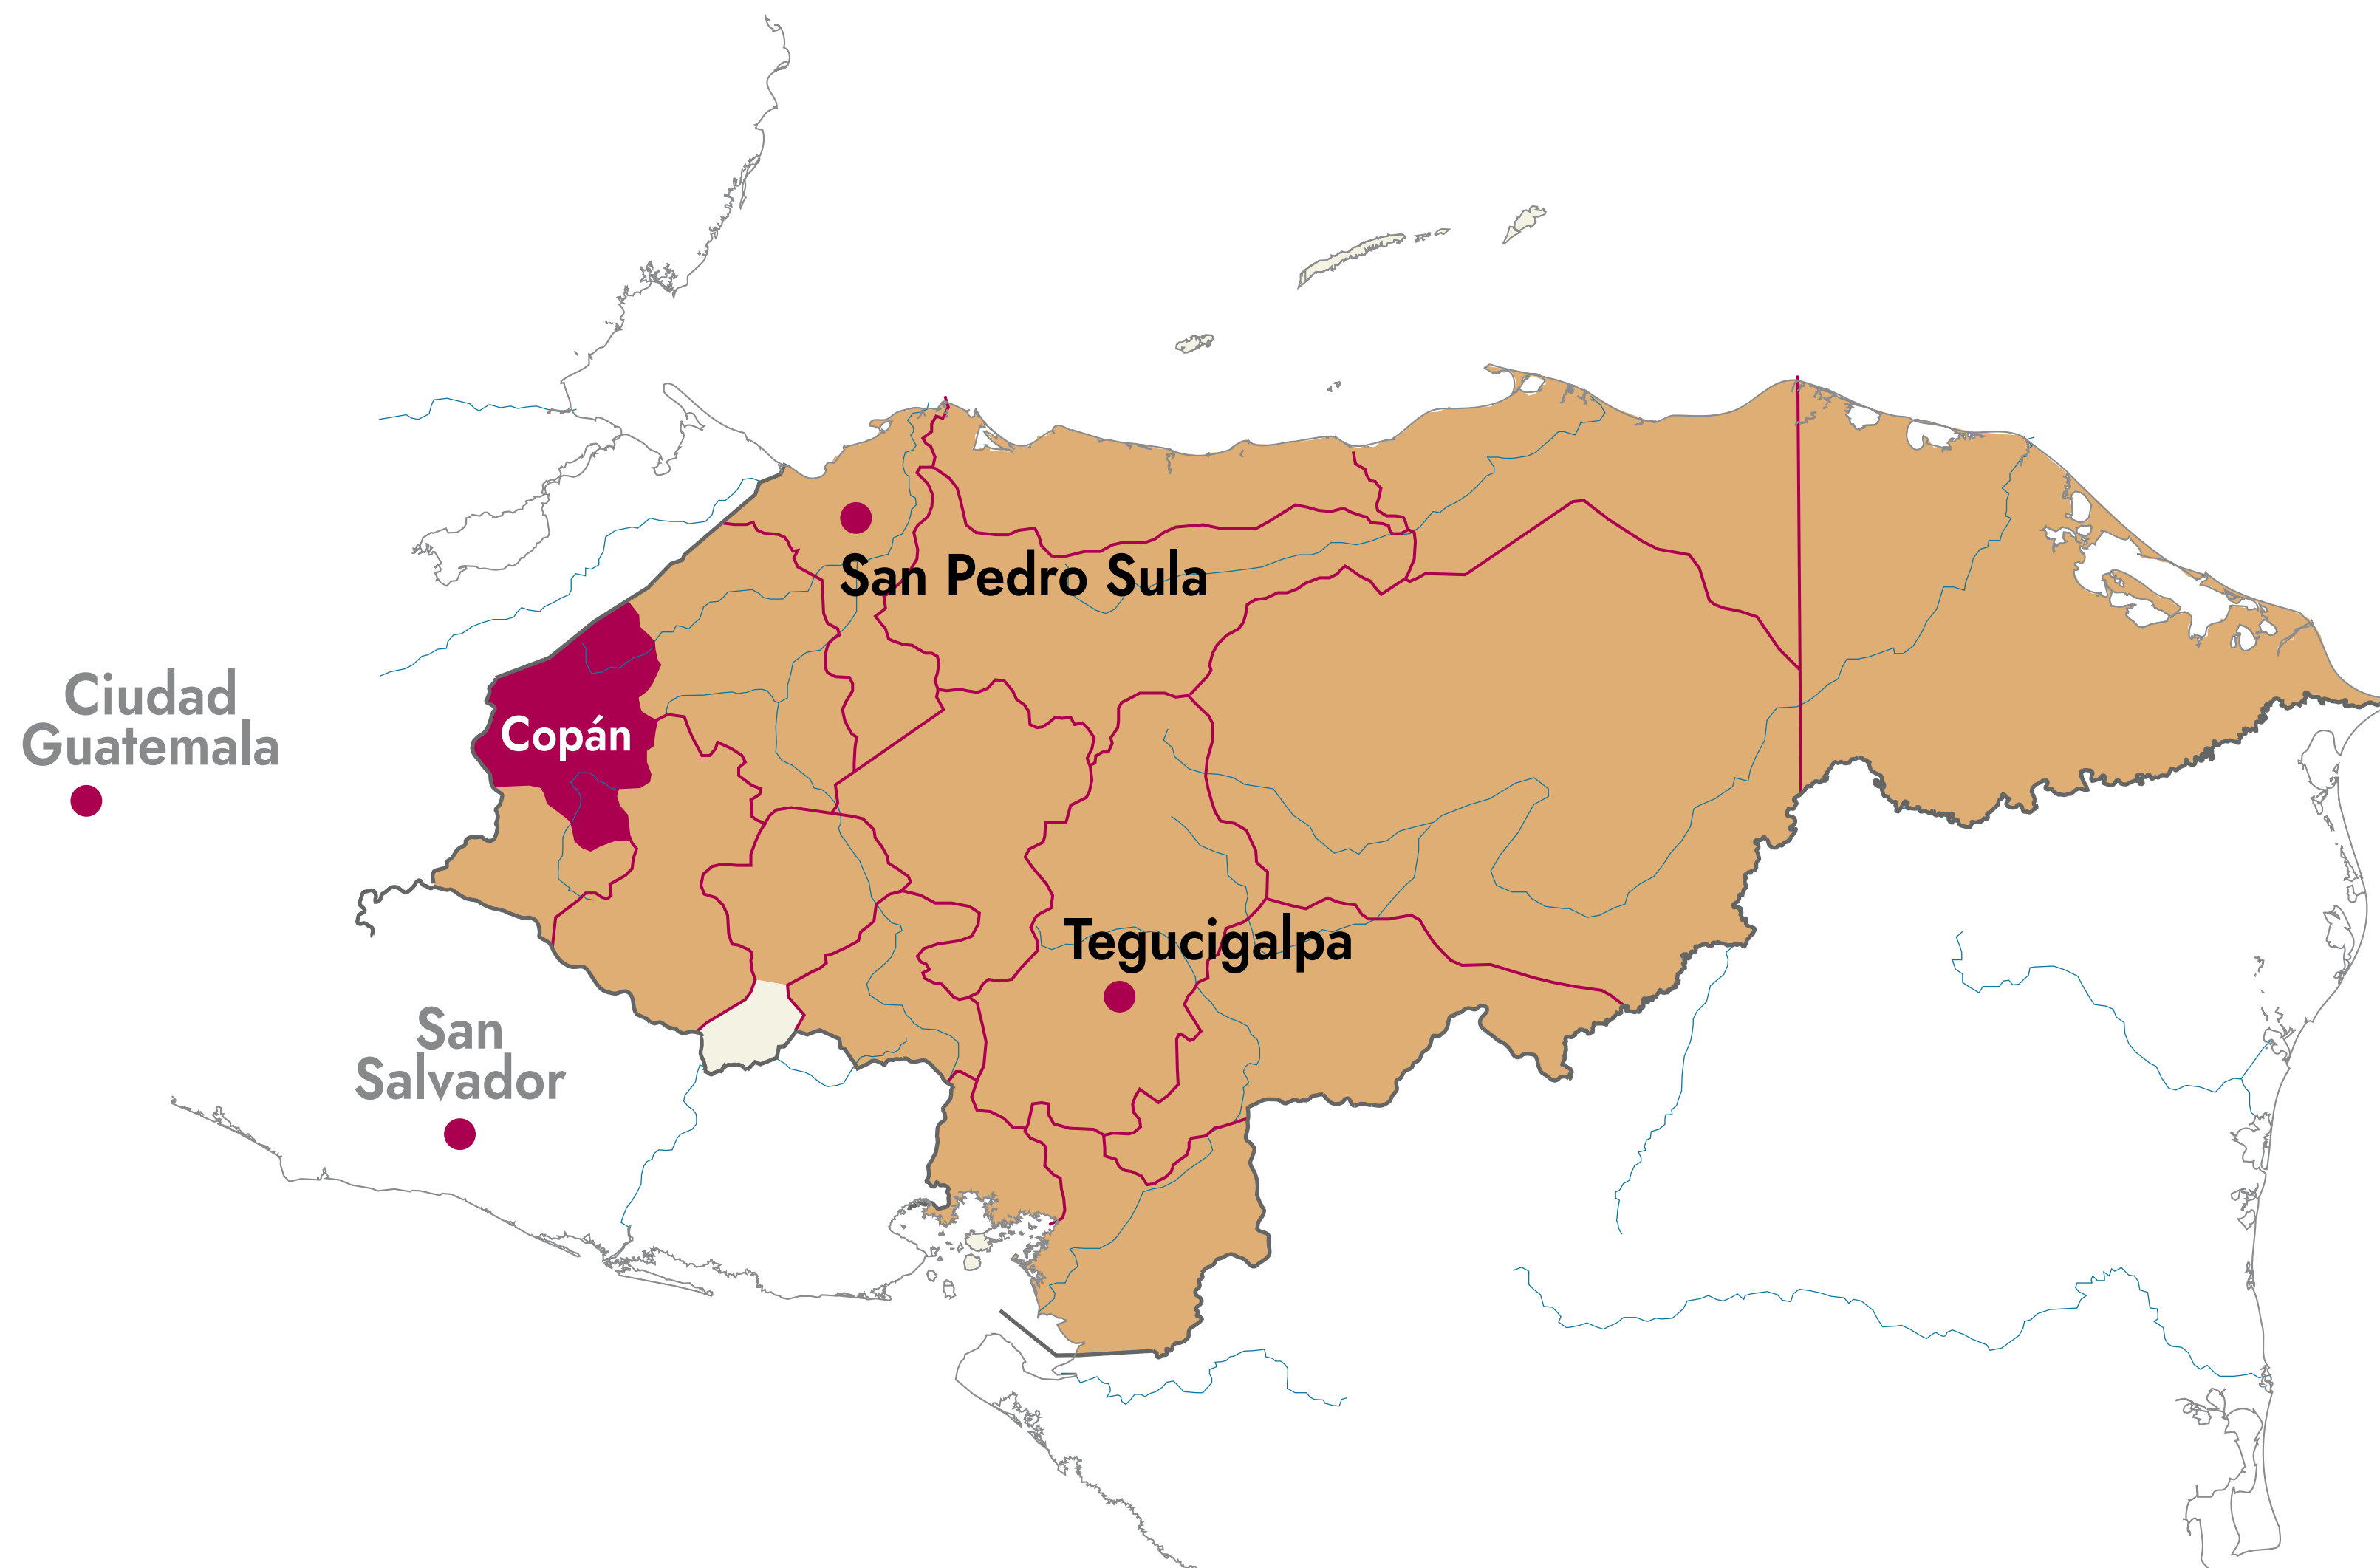 San Pedro Sula
Ciudad
Guatemala
Copán
Tegucigalpa
San
Salvador